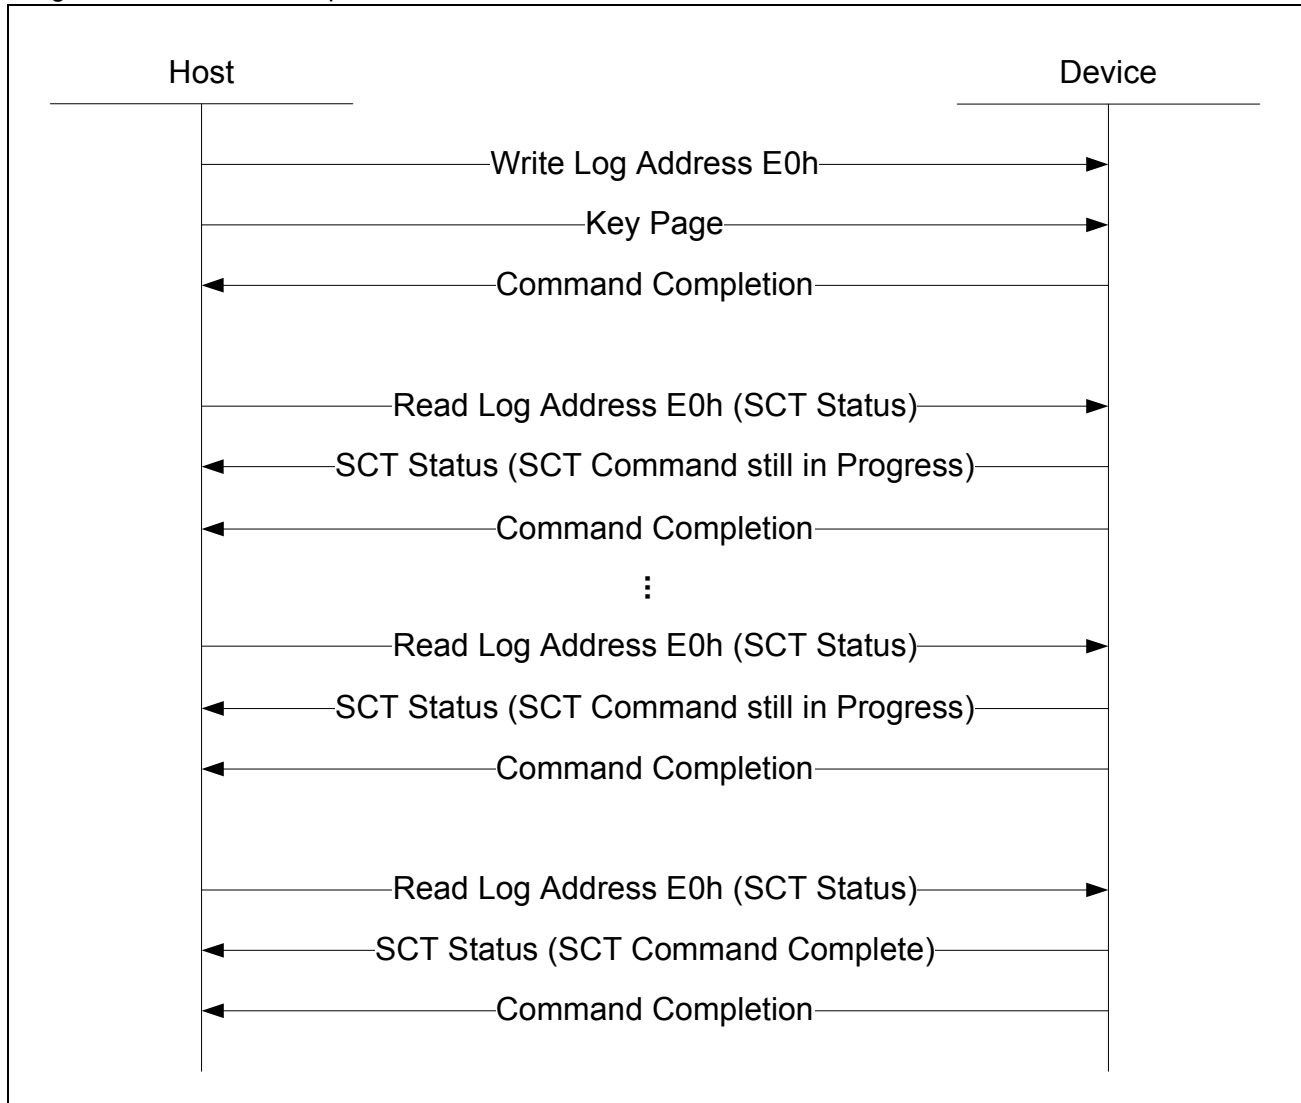 Host
Device
Write Log Address E0h
Key Page
Command Completion
Read Log Address E0h (SCT Status)
SCT Status (SCT Command still in Progress)
Command Completion
...
Read Log Address E0h (SCT Status)
SCT Status (SCT Command still in Progress)
Command Completion
Read Log Address E0h (SCT Status)
SCT Status (SCT Command Complete)
Command Completion